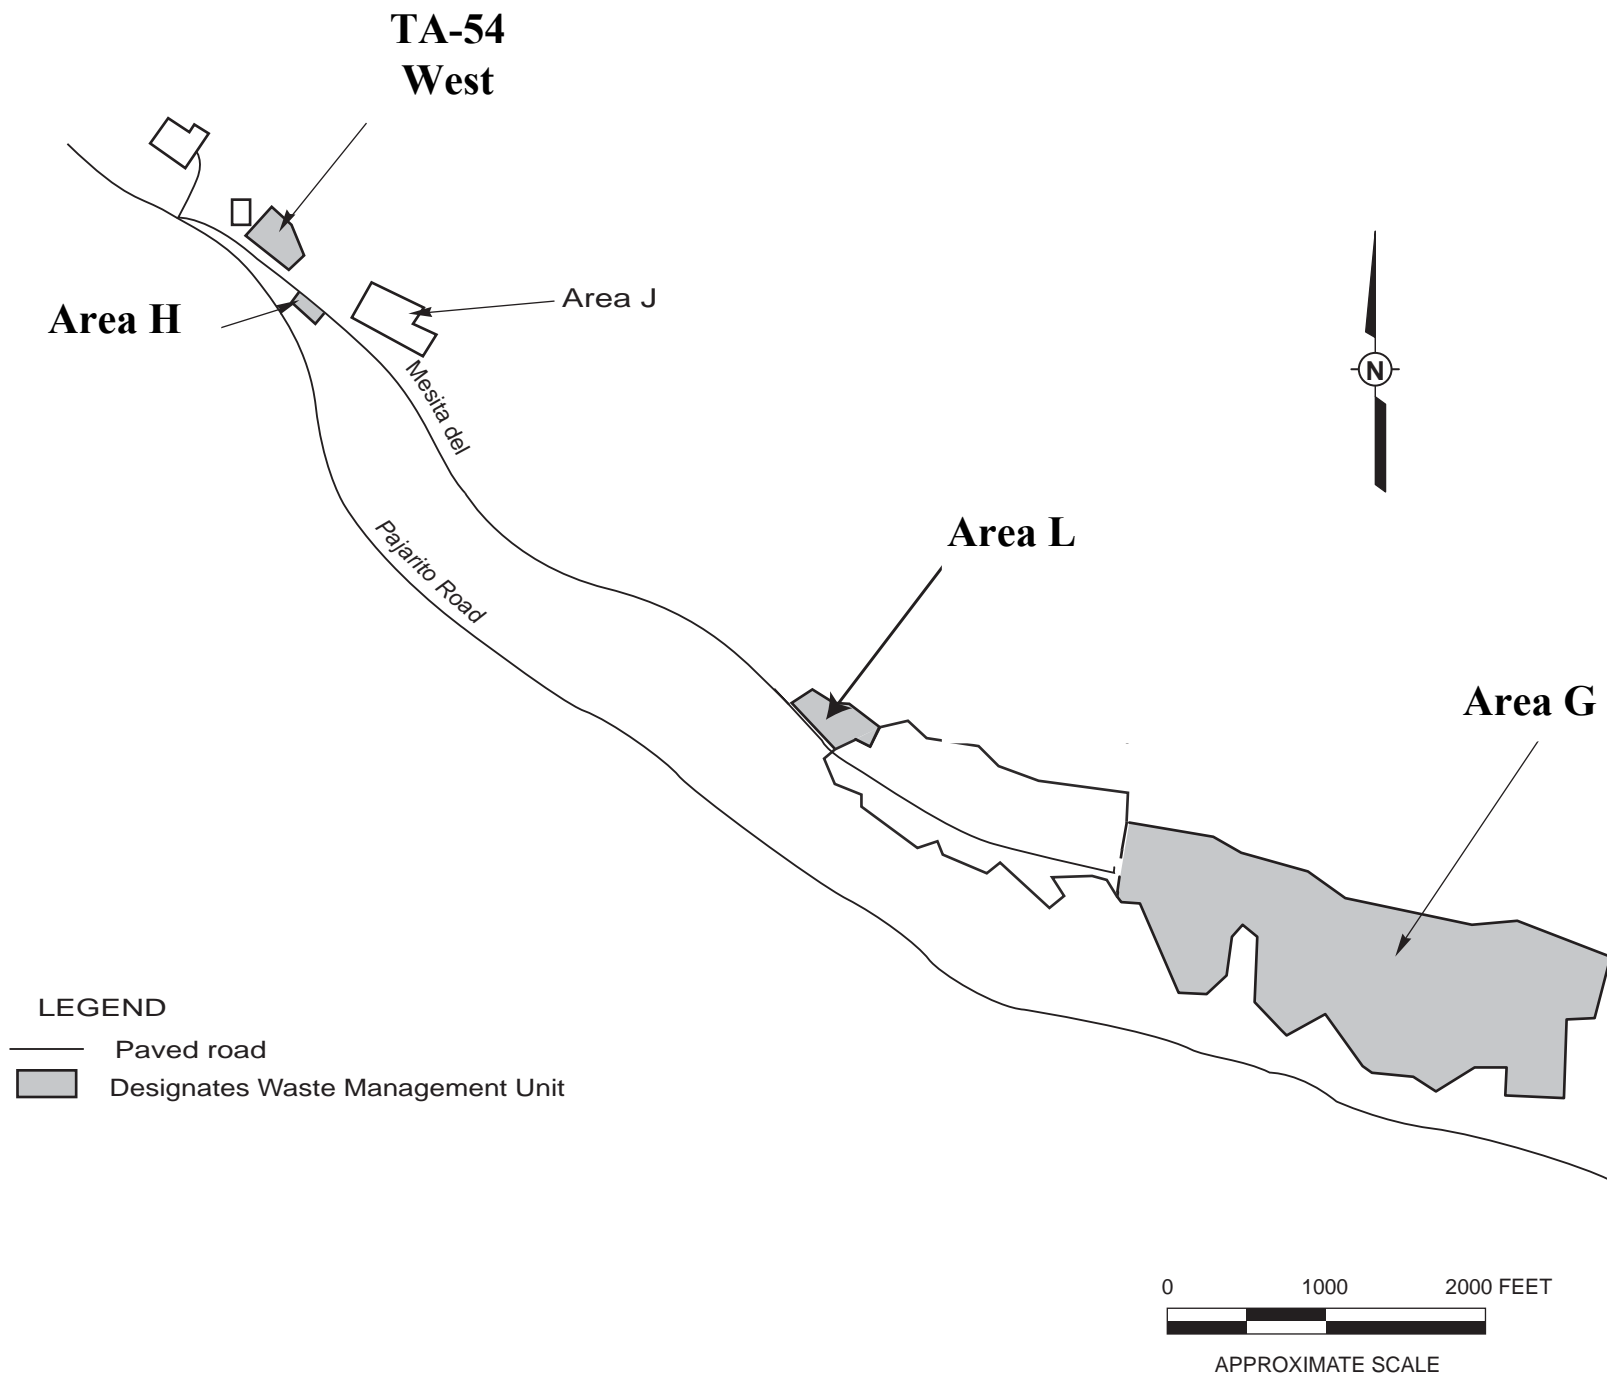 TA-54
West
Area H
Area J
Mesita del
Pajarito Road
N
Area L
Area G
LEGEND
Paved road
Designates Waste Management Unit
0 1000 2000 FEET
APPROXIMATE SCALE